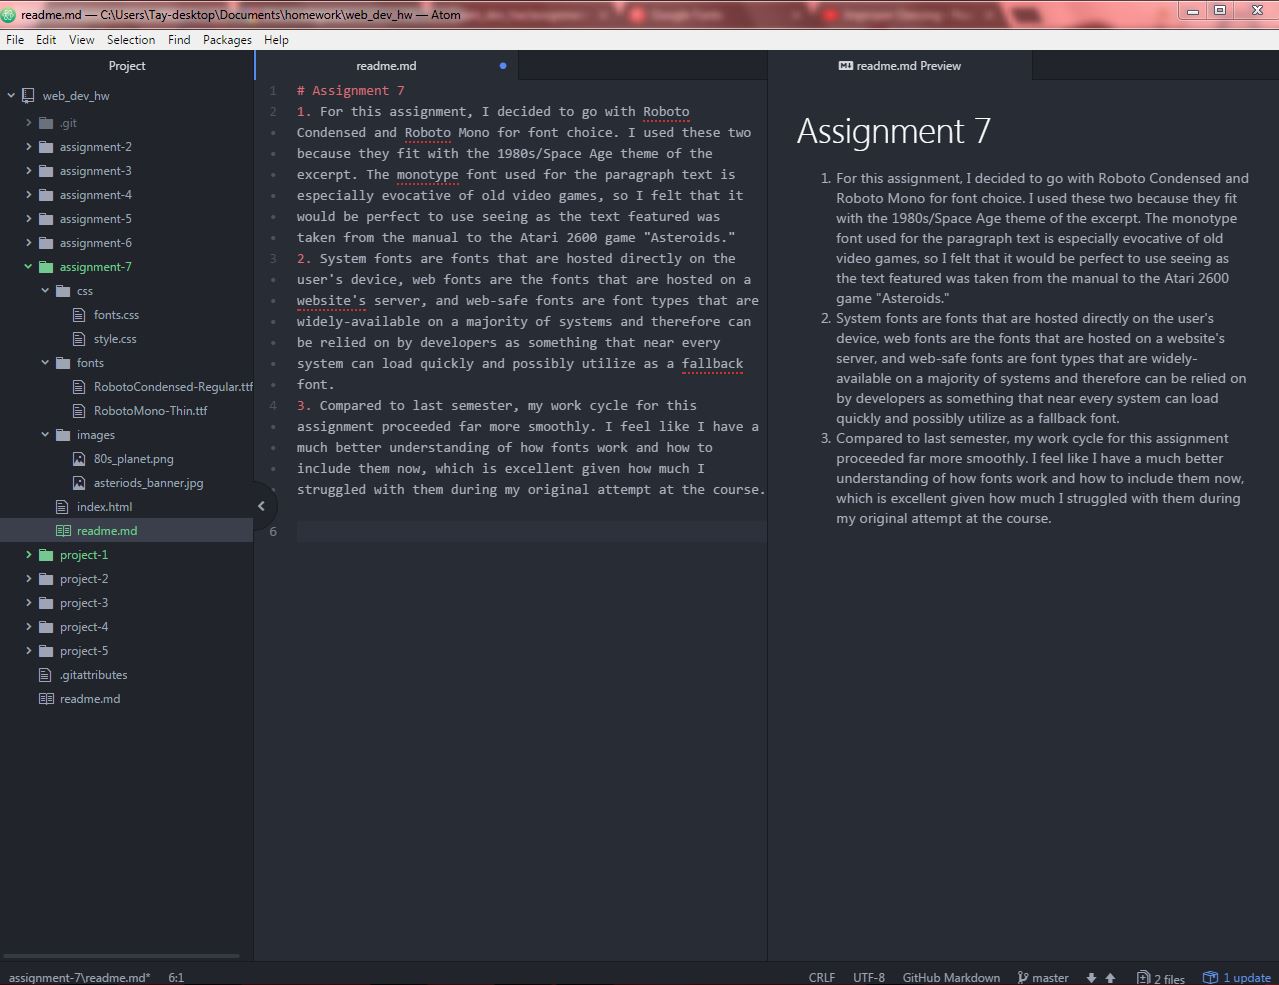 readme.md — C:\Users\Tay-desktop\Documents\homework\web_dev_hw — Atom
File Edit View Selection Find Packages Help
Project
web_dev_hw
.git
assignment-2
assignment-3
assignment-4
assignment-5
assignment-6
assignment-7
css
fonts.css
style.css
fonts
RobotoCondensed-Regular.ttf
RobotoMono-Thin.ttf
images
80s_planet.png
asteriods_banner.jpg
index.html
readme.md
project-1
project-2
project-3
project-4
project-5
.gitattributes
readme.md
readme.md
1 # Assignment 7
2 1. For this assignment, I decided to go with Roboto
Condensed and Roboto Mono for font choice. I used these two
because they fit with the 1980s/Space Age theme of the
excerpt. The monotype font used for the paragraph text is
especially evocative of old video games, so I felt that it
would be perfect to use seeing as the text featured was
taken from the manual to the Atari 2600 game "Asteroids."
3 2. System fonts are fonts that are hosted directly on the
user's device, web fonts are the fonts that are hosted on a
website's server, and web-safe fonts are font types that are
widely-available on a majority of systems and therefore can
be relied on by developers as something that near every
system can load quickly and possibly utilize as a fallback
font.
4 3. Compared to last semester, my work cycle for this
assignment proceeded far more smoothly. I feel like I have a
much better understanding of how fonts work and how to
include them now, which is excellent given how much I
struggled with them during my original attempt at the course.
6
readme.md Preview
Assignment 7
1. For this assignment, I decided to go with Roboto Condensed and
Roboto Mono for font choice. I used these two because they fit
with the 1980s/Space Age theme of the excerpt. The monotype
font used for the paragraph text is especially evocative of old
video games, so I felt that it would be perfect to use seeing as
the text featured was taken from the manual to the Atari 2600
game "Asteroids."
2. System fonts are fonts that are hosted directly on the user's
device, web fonts are the fonts that are hosted on a website's
server, and web-safe fonts are font types that are widely-
available on a majority of systems and therefore can be relied on
by developers as something that near every system can load
quickly and possibly utilize as a fallback font.
3. Compared to last semester, my work cycle for this assignment
proceeded far more smoothly. I feel like I have a much better
understanding of how fonts work and how to include them now,
which is excellent given how much I struggled with them during
my original attempt at the course.
assignment-7\readme.md* 6:1
CRLF UTF-8 GitHub Markdown master 2 files 1 update